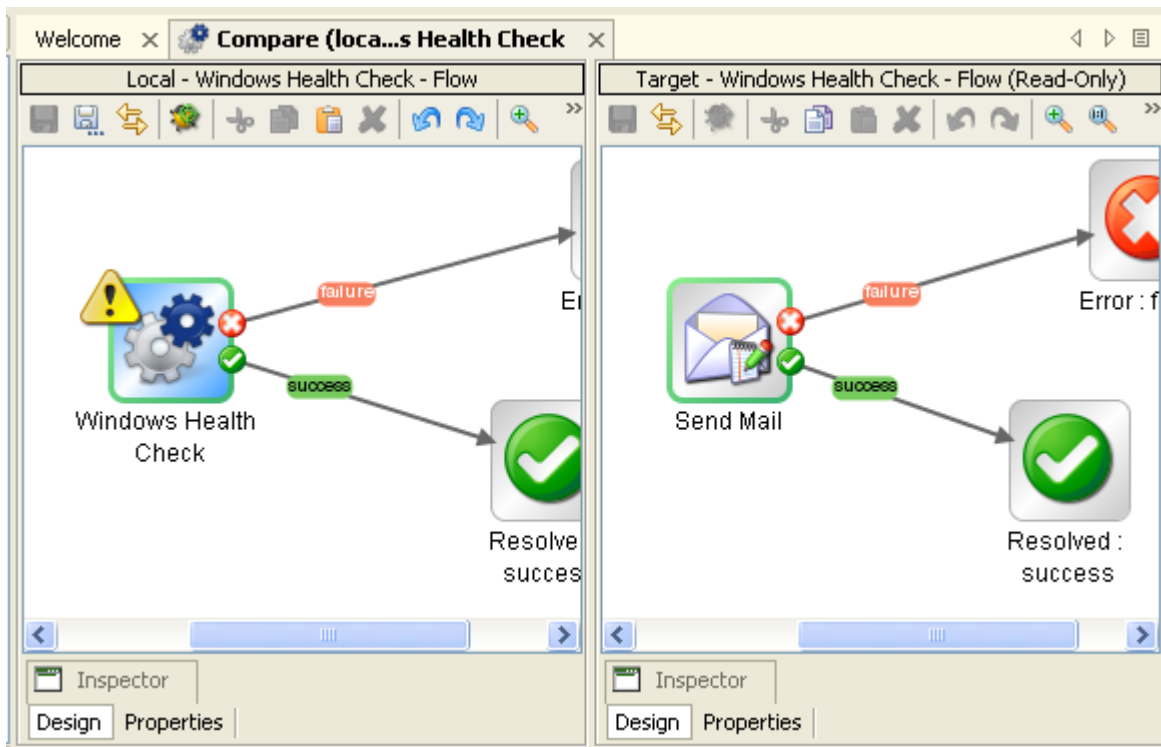 Welcome
Compare (loca...s Health Check
Local - Windows Health Check - Flow
Target - Windows Health Check - Flow (Read-Only)
failure
Er
success
Windows Health
Check
Resolve
succes
failure
Error : f
success
Send Mail
Resolved :
success
Inspector
Design Properties
Inspector
Design Properties